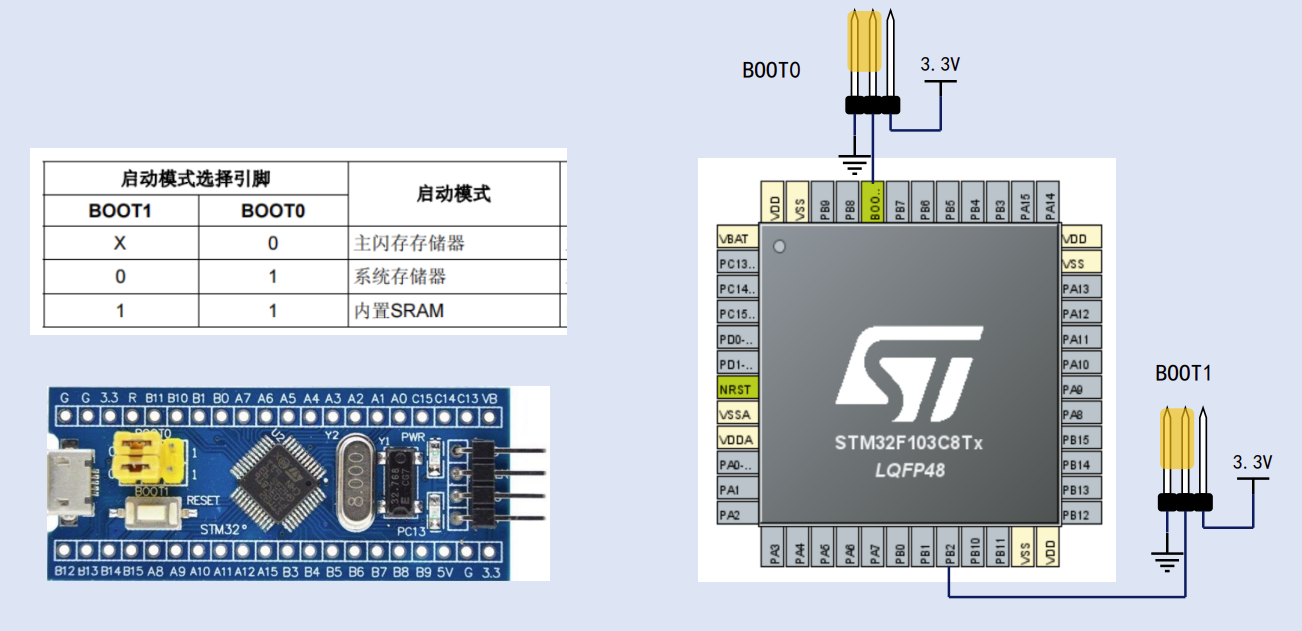 BOOT0
3.3V
启动模式选择引脚
启动模式
BOOT1
BOOT0
X
0
主闪存存储器
0
1
系统存储器
1
1
内置SRAM
VDD
VSS
PB9
PB8
BOO..
PB7
PB6
PB5
PB4
PB3
PA15
PA14
VBAT
PC13..
PC14..
PC15..
PD0-..
PD1-..
NRST
VSSA
VDDA
PA0-..
PA1
PA2
ST
STM32F103C8Tx
LQFP48
VDD
VSS
PA13
PA12
PA11
PA10
PA9
PA8
PB15
PB14
PB13
PB12
PA3
PA4
PA5
PA6
PA7
PB0
PB1
PB2
PB10
PB11
VSS
VDD
BOOT1
3.3V
G G 3.3 R B11 B10 B1 B0 A7 A6 A5 A4 A3 A2 A1 A0 C15 C14 C13 VB
BOOT0
1
1
BOOT1
RESET
STM32
U2
Y2
8.000
Y1
32.768
PWR
PC13
B12 B13 B14 B15 A8 A9 A10 A11 A12 A15 B3 B4 B5 B6 B7 B8 B9 5V G 3.3